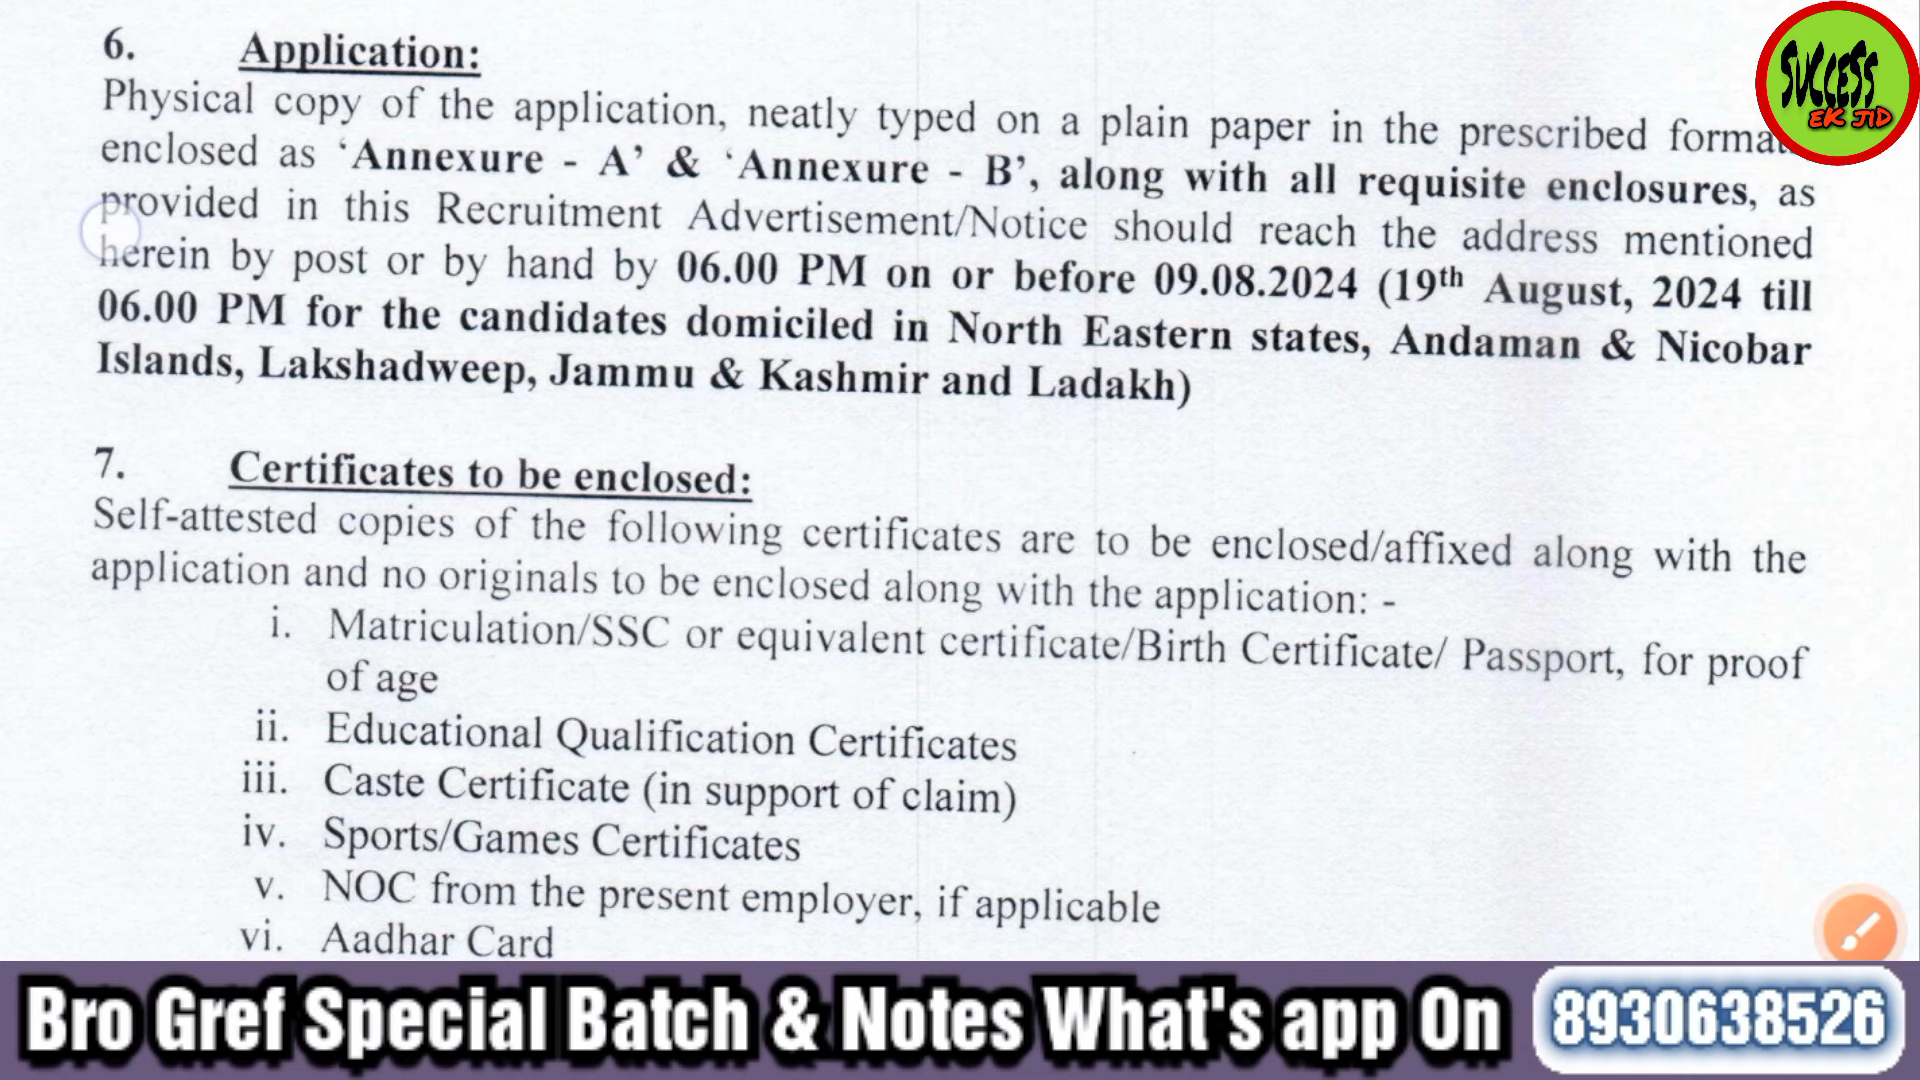 6. Application:
Physical copy of the application, neatly typed on a plain paper in the prescribed
enclosed as ‘Annexure - A’ & ‘Annexure - B’, along with all requisite enclosures, as
provided in this Recruitment Advertisement/Notice should reach the address mentioned
herein by post or by hand by 06.00 PM on or before 09.08.2024 (19th August, 2024 till
06.00 PM for the candidates domiciled in North Eastern states, Andaman & Nicobar
Islands, Lakshadweep, Jammu & Kashmir and Ladakh)
7. Certificates to be enclosed:
Self-attested copies of the following certificates are to be enclosed/affixed along with the
application and no originals to be enclosed along with the application: -
i. Matriculation/SSC or equivalent certificate/Birth Certificate/ Passport, for proof
of age
ii. Educational Qualification Certificates
iii. Caste Certificate (in support of claim)
iv. Sports/Games Certificates
v. NOC from the present employer, if applicable
vi. Aadhar Card
SUCCESS
EK JID
Bro Gref Special Batch & Notes What's app On 8930638526